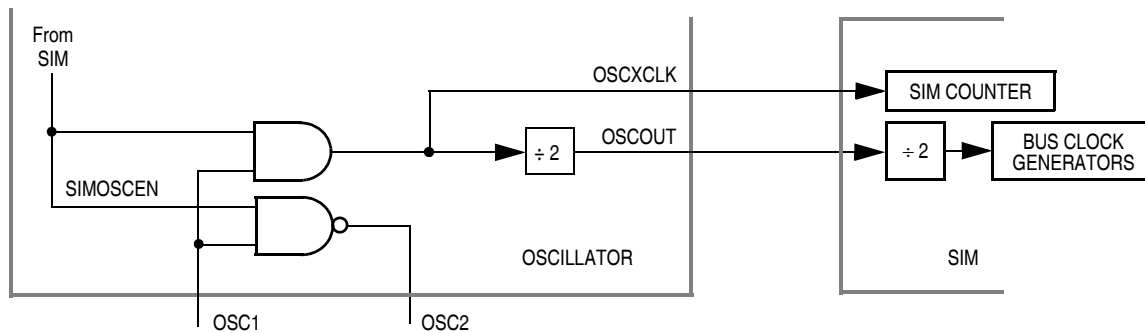 From
SIM
OSCXCLK
SIM COUNTER
OSCOUT
÷ 2
÷ 2
BUS CLOCK
GENERATORS
SIMOSCEN
OSCILLATOR
SIM
OSC1
OSC2